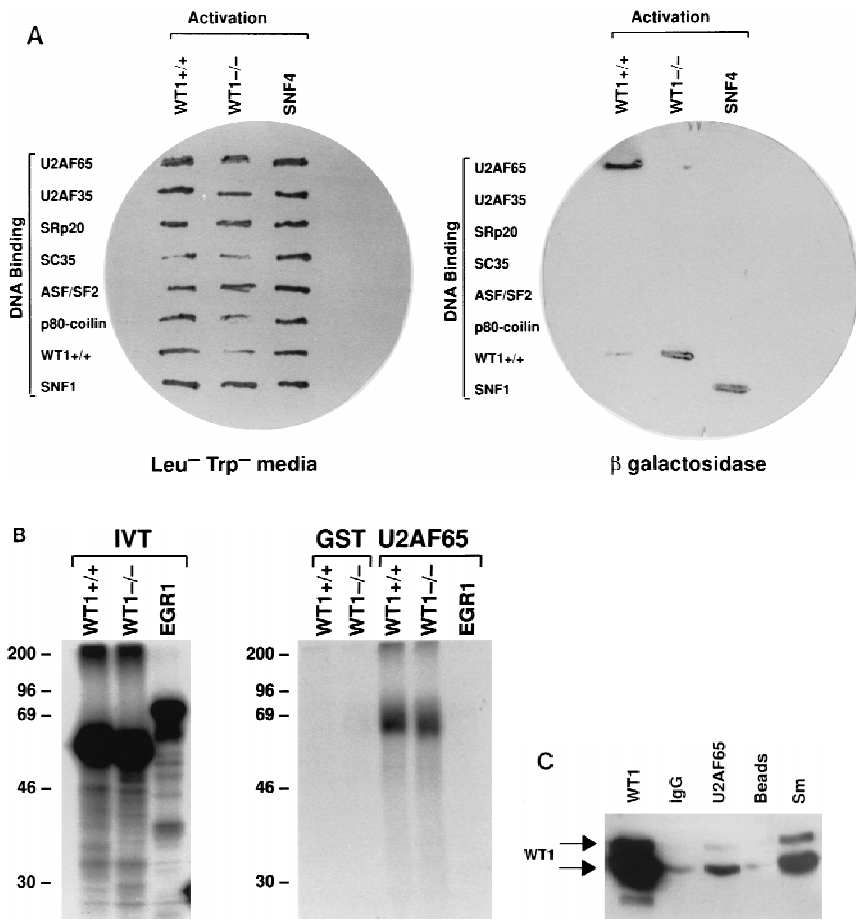 A
Activation
WT1+/+
WT1−/−
SNF4
DNA Binding
U2AF65
U2AF35
SRp20
SC35
ASF/SF2
p80-coilin
WT1+/+
SNF1
Leu− Trp− media
Activation
WT1+/+
WT1−/−
SNF4
DNA Binding
U2AF65
U2AF35
SRp20
SC35
ASF/SF2
p80-coilin
WT1+/+
SNF1
β galactosidase
B
IVT
WT1+/+
WT1−/−
EGR1
200 –
96 –
69 –
46 –
30 –
GST U2AF65
WT1+/+
WT1−/−
WT1+/+
WT1−/−
EGR1
200 –
96 –
69 –
46 –
30 –
C
WT1
IgG
U2AF65
Beads
Sm
WT1